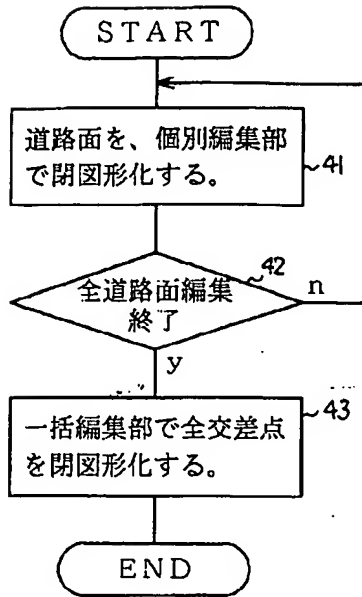 START
道路面を、個別編集部
で閉図形化する。
41
42
全道路面編集
終了
n
y
一括編集部で全交差点
を閉図形化する。
43
END